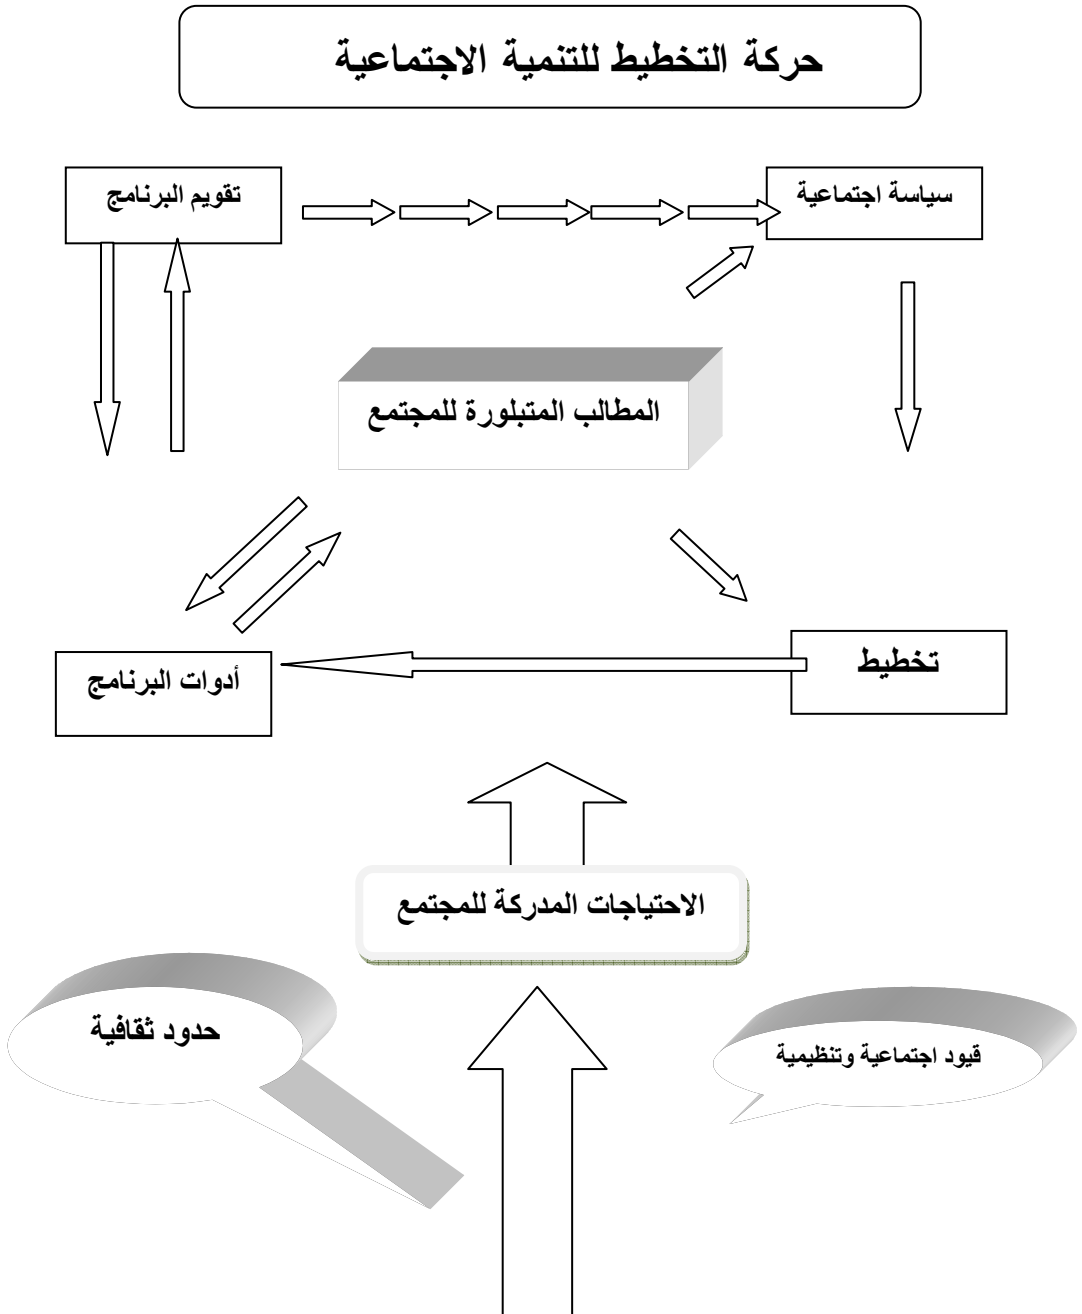 حركة التخطيط للتنمية الاجتماعية
سياسة اجتماعية
تقويم البرنامج
المطالب المتبلورة للمجتمع
تخطيط
أدوات البرنامج
الاحتياجات المدركة للمجتمع
حدود ثقافية
قيود اجتماعية وتنظيمية